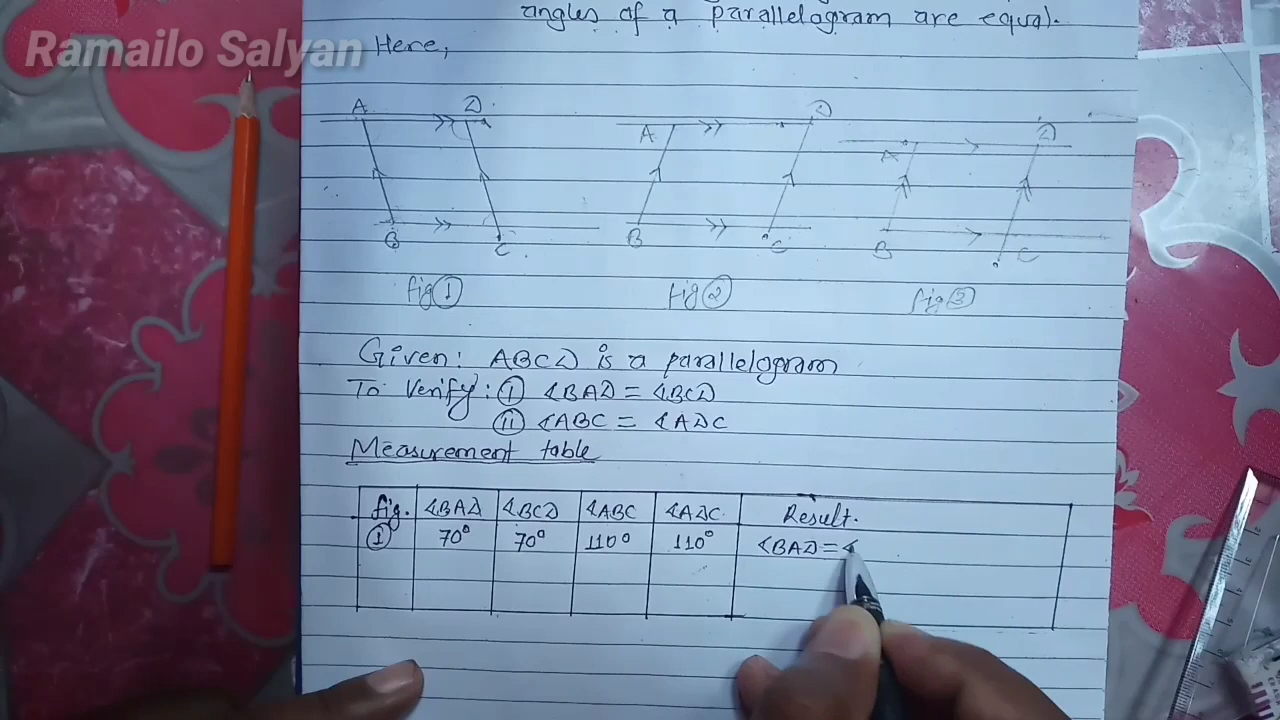 angles of a parallelogram are equal.
Ramailo Salyan
Here,
A D A D A D
B C B C B C
fig ① fig ② fig ③
Given: ABCD is a parallelogram
To Verify: ⓘ ∢BAD = ∢BCD
ⓘⓘ ∢ABC = ∢ADC
Measurement table
fig. ∢BAD ∢BCD ∢ABC ∢ADC Result.
① 70° 70° 110° 110° ∢BAD = ∢